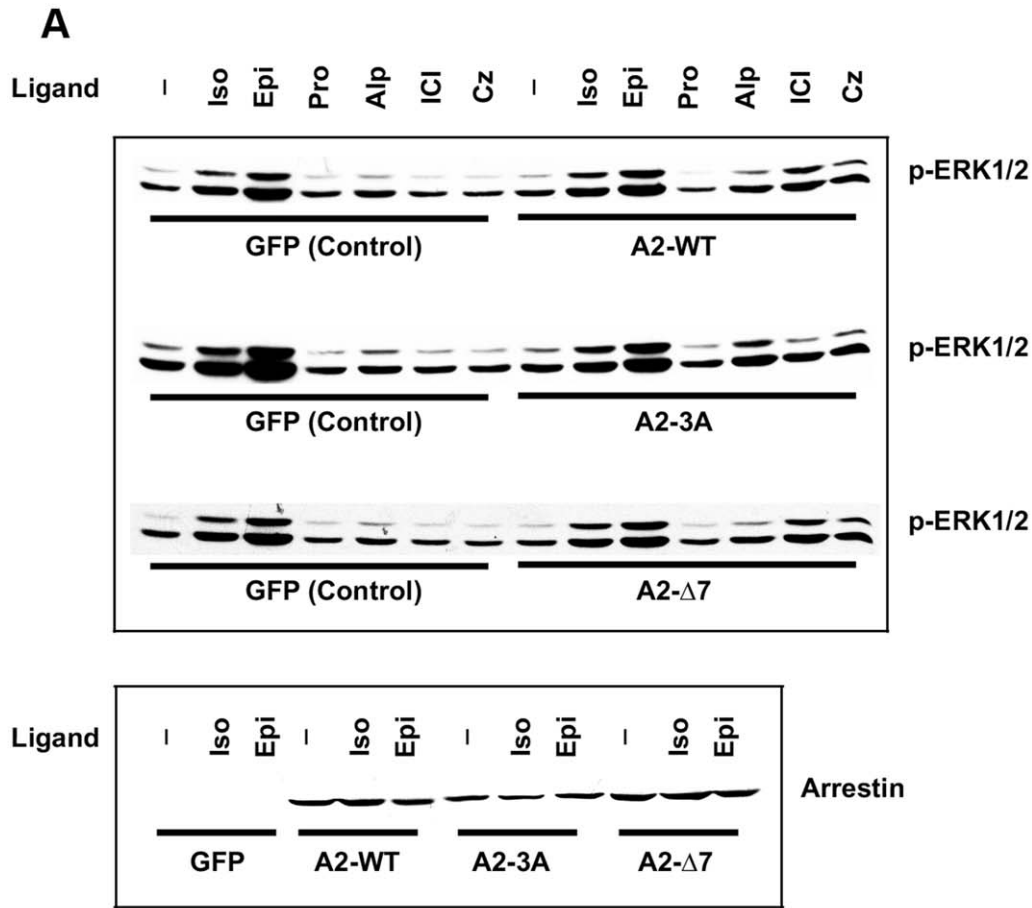 A
Ligand – Iso Epi Pro Alp ICI Cz – Iso Epi Pro Alp ICI Cz
p-ERK1/2
GFP (Control) A2-WT
p-ERK1/2
GFP (Control) A2-3A
p-ERK1/2
GFP (Control) A2-Δ7
Ligand – Iso Epi – Iso Epi – Iso Epi – Iso Epi
Arrestin
GFP A2-WT A2-3A A2-Δ7